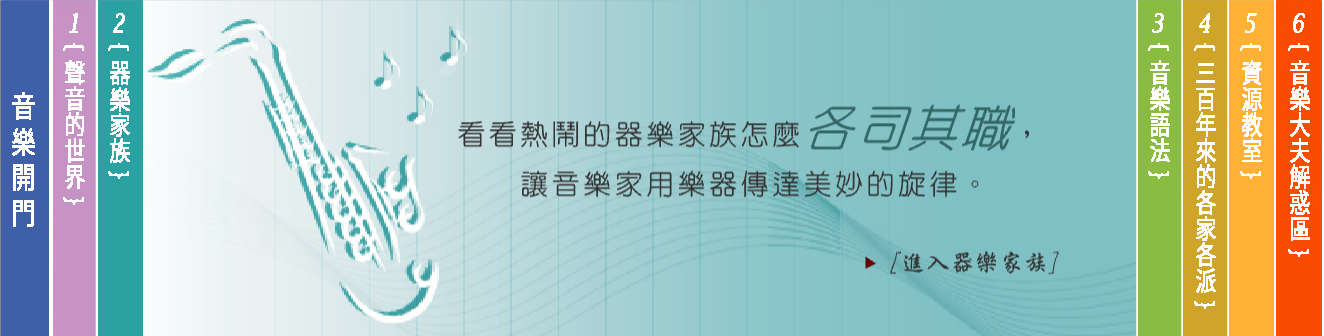 音樂開門
1 {聲音的世界}
2 {器樂家族}
看看熱鬧的器樂家族怎麼各司其職，
讓音樂家用樂器傳達美妙的旋律。
▶ [進入器樂家族]
3 {音樂語法}
4 {三百年來的各家各派}
5 {資源教室}
6 {音樂大夫解惑區}